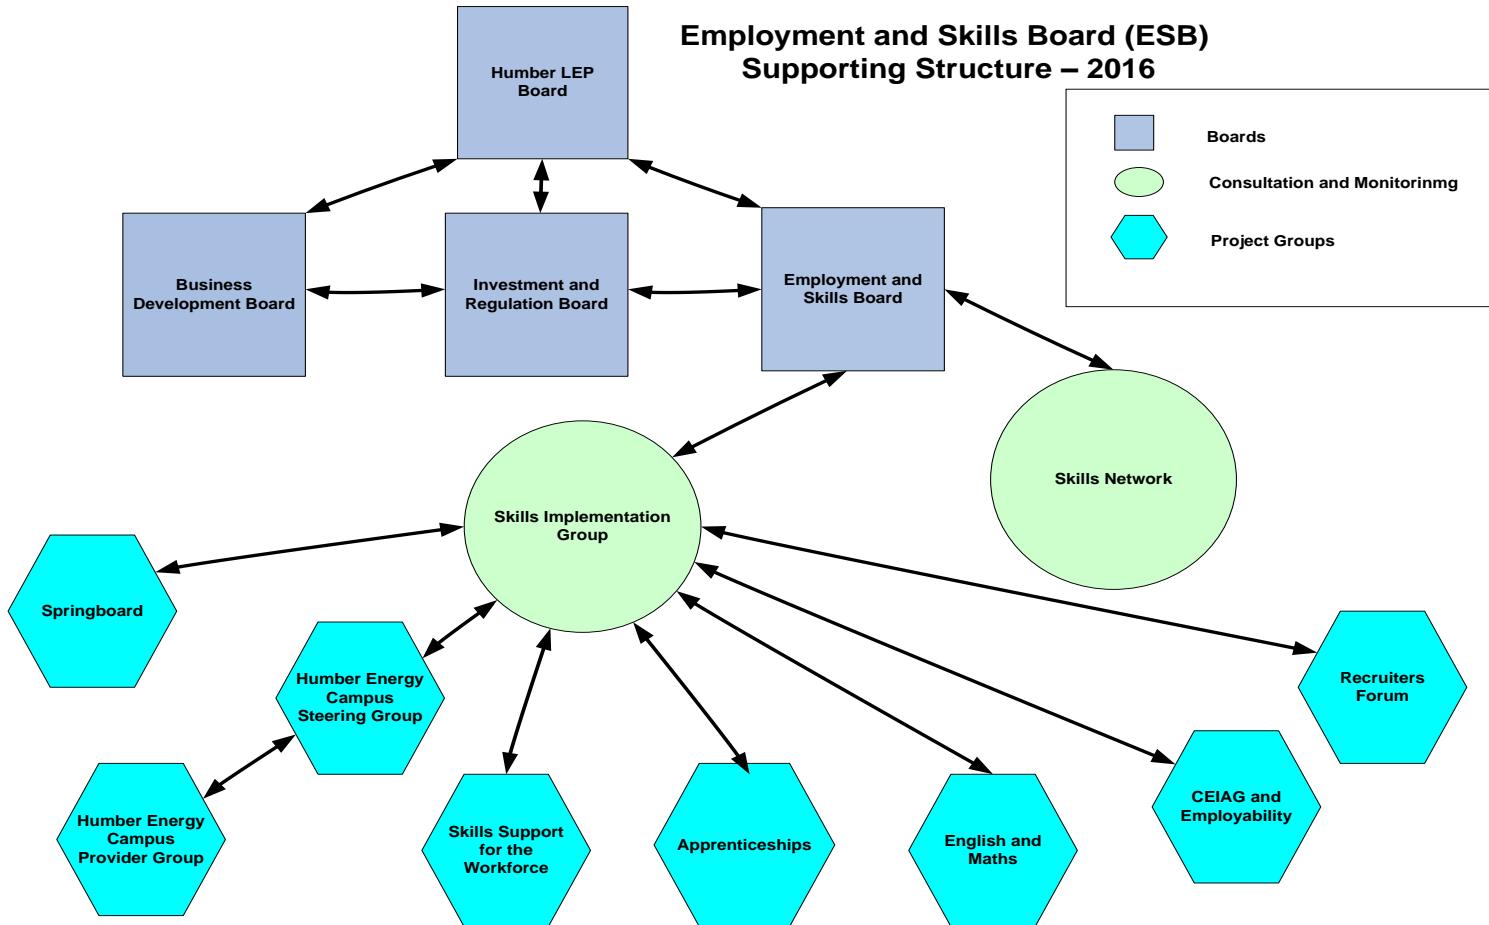 Employment and Skills Board (ESB)
Supporting Structure – 2016
Humber LEP
Board
Boards
Consultation and Monitorinmg
Project Groups
Business
Development Board
Investment and
Regulation Board
Employment and
Skills Board
Skills Network
Skills Implementation
Group
Springboard
Humber Energy
Campus
Steering Group
Recruiters
Forum
Humber Energy
Campus
Provider Group
Skills Support
for the
Workforce
Apprenticeships
English and
Maths
CEIAG and
Employability